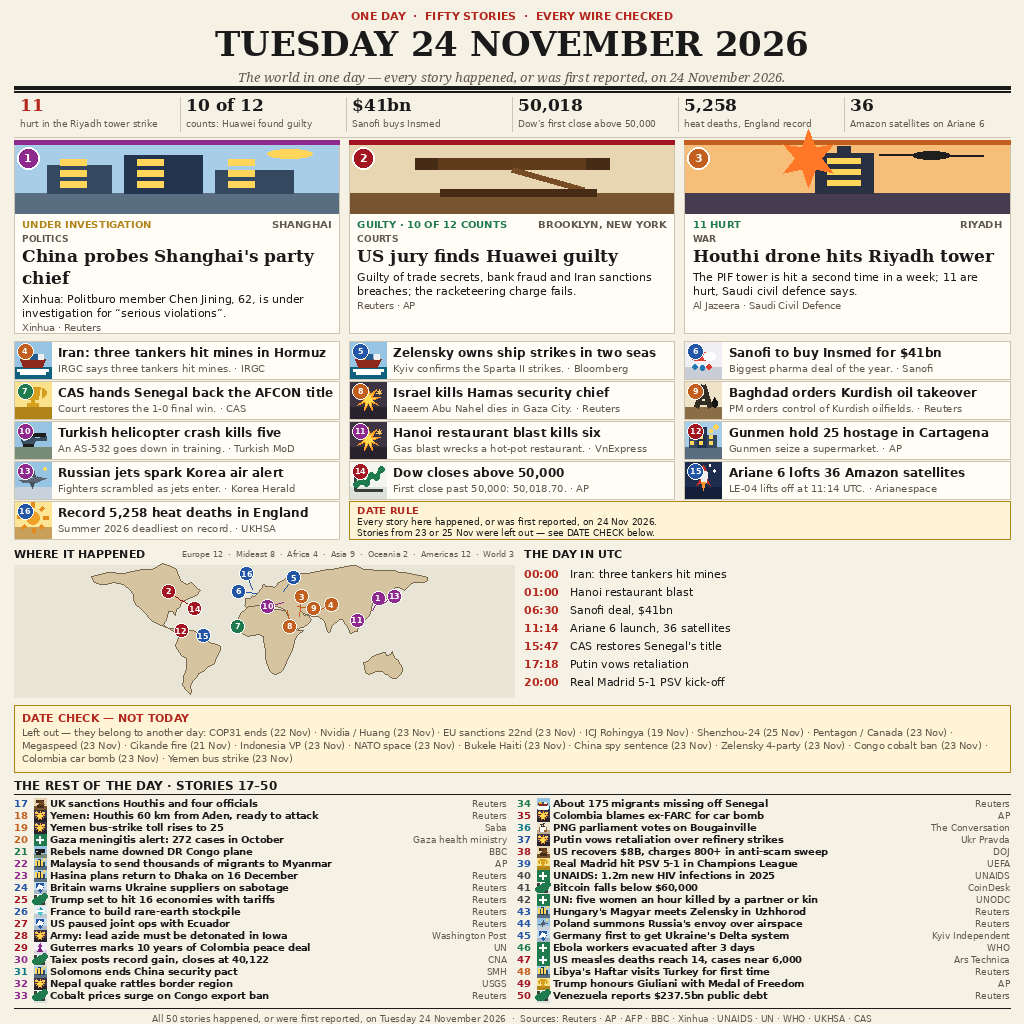 ONE DAY · FIFTY STORIES · EVERY WIRE CHECKED
TUESDAY 24 NOVEMBER 2026
The world in one day — every story happened, or was first reported, on 24 November 2026.
11
hurt in the Riyadh tower strike
10 of 12
counts: Huawei found guilty
$41bn
Sanofi buys Insmed
50,018
Dow's first close above 50,000
5,258
heat deaths, England record
36
Amazon satellites on Ariane 6
1
UNDER INVESTIGATION SHANGHAI
POLITICS
China probes Shanghai's party
chief
Xinhua: Politburo member Chen Jining, 62, is under
investigation for “serious violations”.
Xinhua · Reuters
2
GUILTY · 10 OF 12 COUNTS BROOKLYN, NEW YORK
COURTS
US jury finds Huawei guilty
Guilty of trade secrets, bank fraud and Iran sanctions
breaches; the racketeering charge fails.
Reuters · AP
3
11 HURT RIYADH
WAR
Houthi drone hits Riyadh tower
The PIF tower is hit a second time in a week; 11 are
hurt, Saudi civil defence says.
Al Jazeera · Saudi Civil Defence
4 Iran: three tankers hit mines in Hormuz
IRGC says three tankers hit mines. · IRGC
5 Zelensky owns ship strikes in two seas
Kyiv confirms the Sparta II strikes. · Bloomberg
6 Sanofi to buy Insmed for $41bn
Biggest pharma deal of the year. · Sanofi
7 CAS hands Senegal back the AFCON title
Court restores the 1-0 final win. · CAS
8 Israel kills Hamas security chief
Naeem Abu Nahel dies in Gaza City. · Reuters
9 Baghdad orders Kurdish oil takeover
PM orders control of Kurdish oilfields. · Reuters
10 Turkish helicopter crash kills five
An AS-532 goes down in training. · Turkish MoD
11 Hanoi restaurant blast kills six
Gas blast wrecks a hot-pot restaurant. · VnExpress
12 Gunmen hold 25 hostage in Cartagena
Gunmen seize a supermarket. · AP
13 Russian jets spark Korea air alert
Fighters scrambled as jets enter. · Korea Herald
14 Dow closes above 50,000
First close past 50,000: 50,018.70. · AP
15 Ariane 6 lofts 36 Amazon satellites
LE-04 lifts off at 11:14 UTC. · Arianespace
16 Record 5,258 heat deaths in England
Summer 2026 deadliest on record. · UKHSA
DATE RULE
Every story here happened, or was first reported, on 24 Nov 2026.
Stories from 23 or 25 Nov were left out — see DATE CHECK below.
WHERE IT HAPPENED Europe 12 · Mideast 8 · Africa 4 · Asia 9 · Oceania 2 · Americas 12 · World 3
16
5
2
6
3
1
13
14
10
9
4
7
8
11
12
15
THE DAY IN UTC
00:00 Iran: three tankers hit mines
01:00 Hanoi restaurant blast
06:30 Sanofi deal, $41bn
11:14 Ariane 6 launch, 36 satellites
15:47 CAS restores Senegal's title
17:18 Putin vows retaliation
20:00 Real Madrid 5-1 PSV kick-off
DATE CHECK — NOT TODAY
Left out — they belong to another day: COP31 ends (22 Nov) · Nvidia / Huang (23 Nov) · EU sanctions 22nd (23 Nov) · ICJ Rohingya (19 Nov) · Shenzhou-24 (25 Nov) · Pentagon / Canada (23 Nov) ·
Megaspeed (23 Nov) · Cikande fire (21 Nov) · Indonesia VP (23 Nov) · NATO space (23 Nov) · Bukele Haiti (23 Nov) · China spy sentence (23 Nov) · Zelensky 4-party (23 Nov) · Congo cobalt ban (23 Nov) ·
Colombia car bomb (23 Nov) · Yemen bus strike (23 Nov)
THE REST OF THE DAY · STORIES 17-50
17 UK sanctions Houthis and four officials Reuters
18 Yemen: Houthis 60 km from Aden, ready to attack Reuters
19 Yemen bus-strike toll rises to 25 Saba
20 Gaza meningitis alert: 272 cases in October Gaza health ministry
21 Rebels named downed DR Congo plane BBC
22 Malaysia to send thousands of migrants to Myanmar AP
23 Hasina plans return to Dhaka on 16 December Reuters
24 Britain warns Ukraine suppliers on sabotage Reuters
25 Trump set to hit 16 economies with tariffs Reuters
26 France to build rare-earth stockpile Reuters
27 US paused joint ops with Ecuador Reuters
28 Army: lead azide must be detonated in Iowa Washington Post
29 Guterres marks 10 years of Colombia peace deal UN
30 Taiex posts record gain, closes at 40,122 CNA
31 Solomons ends China security pact SMH
32 Nepal quake rattles border region USGS
33 Cobalt prices surge on Congo export ban Reuters
34 About 175 migrants missing off Senegal Reuters
35 Colombia blames ex-FARC for car bomb AP
36 PNG parliament votes on Bougainville The Conversation
37 Putin vows retaliation over refinery strikes Ukr Pravda
38 US recovers $8B, charges 800+ in anti-scam sweep DOJ
39 Real Madrid hit PSV 5-1 in Champions League UEFA
40 UNAIDS: 1.2m new HIV infections in 2025 UNAIDS
41 Bitcoin falls below $60,000 CoinDesk
42 UN: five women an hour killed by a partner or kin UNODC
43 Hungary's Magyar meets Zelensky in Uzhhorod Reuters
44 Poland summons Russia's envoy over airspace Reuters
45 Germany first to get Ukraine's Delta system Kyiv Independent
46 Ebola workers evacuated after 3 days WHO
47 US measles deaths reach 14, cases near 6,000 Ars Technica
48 Libya's Haftar visits Turkey for first time Reuters
49 Trump honours Giuliani with Medal of Freedom AP
50 Venezuela reports $237.5bn public debt Reuters
All 50 stories happened, or were first reported, on Tuesday 24 November 2026 · Sources: Reuters · AP · AFP · BBC · Xinhua · UNAIDS · UN · WHO · UKHSA · CAS